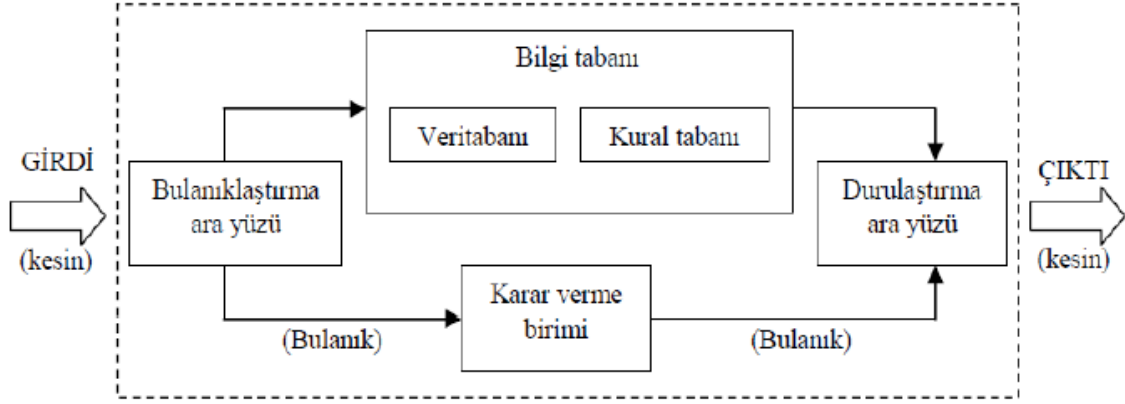 Bilgi tabanı
Veritabanı
Kural tabanı
GİRDİ
(kesin)
Bulanıklaştırma
ara yüzü
Durulaştırma
ara yüzü
ÇIKTI
(kesin)
Karar verme
birimi
(Bulanık)
(Bulanık)